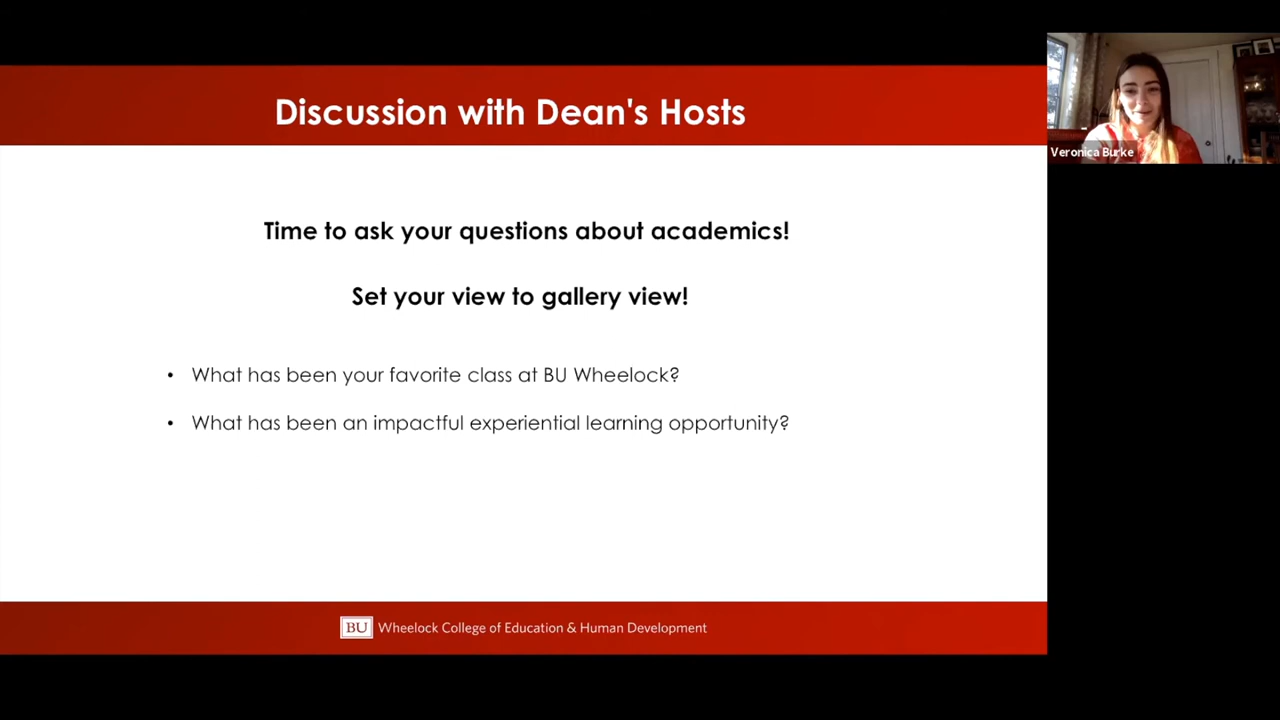 Discussion with Dean's Hosts
Veronica Burke
Time to ask your questions about academics!
Set your view to gallery view!
• What has been your favorite class at BU Wheelock?
• What has been an impactful experiential learning opportunity?
BU Wheelock College of Education & Human Development